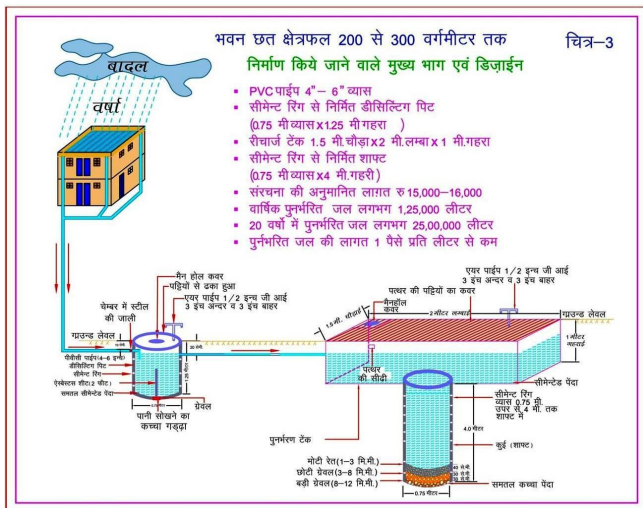 भवन छत क्षेत्रफल 200 से 300 वर्गमीटर तक
चित्र–3
निर्माण किये जाने वाले मुख्य भाग एवं डिज़ाईन
बादल
वर्षा
PVC पाईप 4"– 6" व्यास
सीमेन्ट रिंग से निर्मित डीसिल्टिंग पिट
(0.75 मी व्यास x 1.25 मी गहरा )
रीचार्ज टेंक 1.5 मी. चौड़ा x 2 मी. लम्बा x 1 मी. गहरा
सीमेन्ट रिंग से निर्मित शाफ्ट
(0.75 मी व्यास x 4 मी. गहरी)
संरचना की अनुमानित लाग़त रु 15,000–16,000
वार्षिक पुनर्भरित जल लगभग 1,25,000 लीटर
20 वर्षो में पुनर्भरित जल लगभग 25,00,000 लीटर
पुर्नभरित जल की लागत 1 पैसे प्रति लीटर से कम
मैन होल कवर
पट्टियों से ढका हुआ
एयर पाईप 1/2 इन्च जी आई
3 इंच अन्दर व 3 इंच बाहर
चेम्बर में स्टील
की जाली
ग्राउन्ड लेवल
पीवीसी पाईप(4–6 इन्च)
डीसिल्टिंग पिट
सीमेन्ट रिंग
ऐस्बेस्टस शीट(2 फीट)
समतल सीमेन्टेड पेंदा
1.25 मीटर
ग्रेवल
पानी सोखने का
कच्चा गड्ढ़ा
एयर पाईप 1/2 इन्च जी आई
3 इंच अन्दर व 3 इंच बाहर
पत्थर की पट्टियों का कवर
1.5 मी. चौडाई
मैनहॉल
कवर
2 मीटर लम्बाई
ग्राउन्ड लेवल
1 मीटर
गहराई
पत्थर
की सीढ़ी
सीमेन्टेड पेंदा
पुनर्भरण टेंक
सीमेन्ट रिंग
व्यास 0.75 मी.
उपर से 4 मी. तक
शाफ्ट में
4.0 मीटर
कुई (शाफ्ट)
मोटी रेत(1–3 मि.मी.)
छोटी ग्रेवल(3–8 मि.मी.)
बड़ी ग्रेवल(8–12 मि.मी.)
समतल कच्चा पेंदा
0.75 मीटर